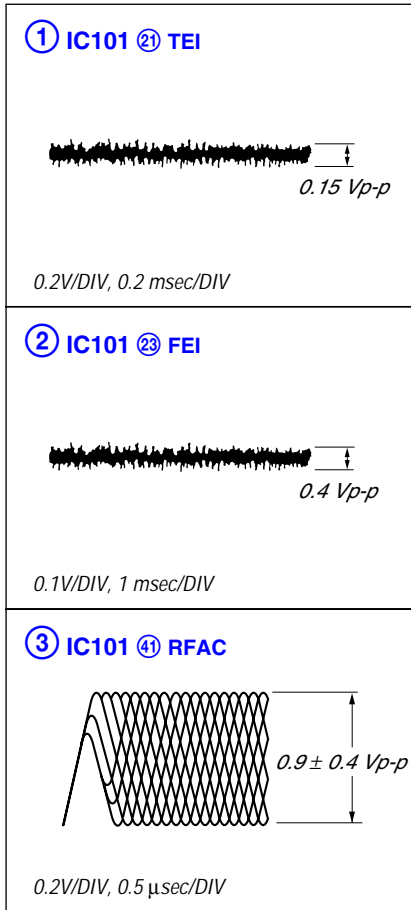 ① IC101 ㉑ TEI
0.15 Vp-p
0.2V/DIV, 0.2 msec/DIV
② IC101 ㉓ FEI
0.4 Vp-p
0.1V/DIV, 1 msec/DIV
③ IC101 ㊶ RFAC
0.9 ± 0.4 Vp-p
0.2V/DIV, 0.5 μsec/DIV